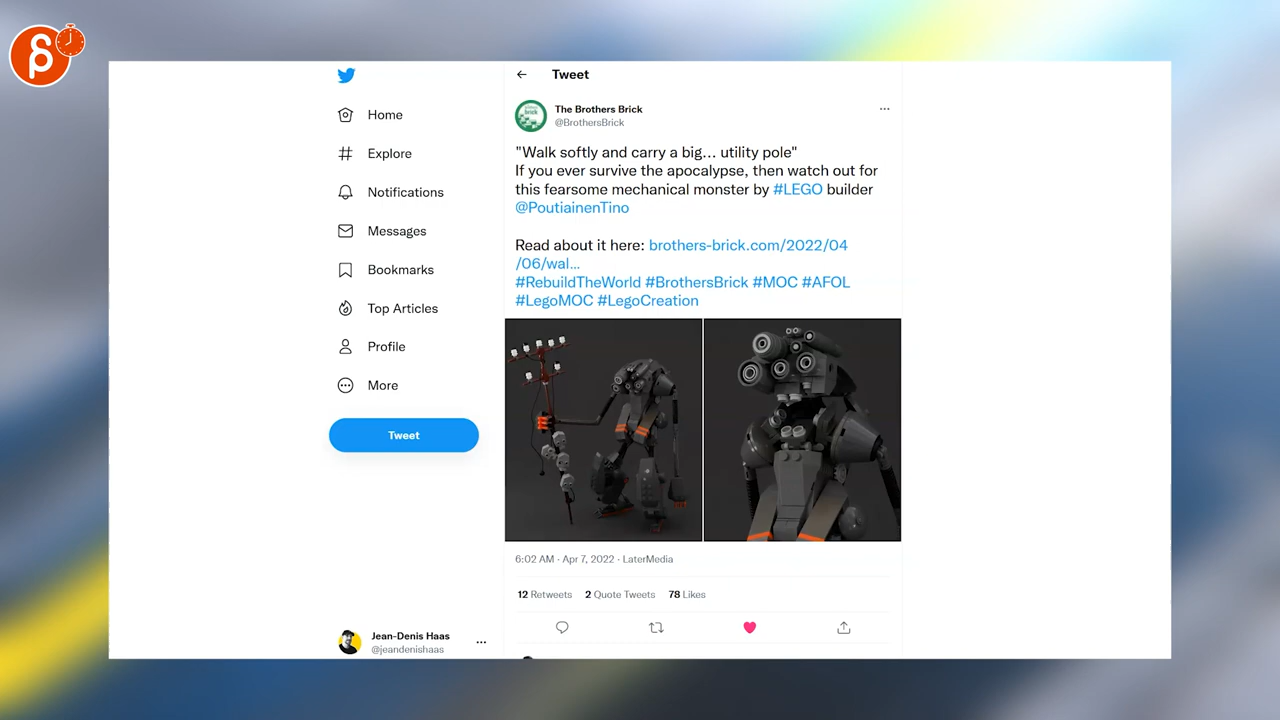 Home
Explore
Notifications
Messages
Bookmarks
Top Articles
Profile
More
Tweet
Jean-Denis Haas
@jeandenishaas
Tweet
The Brothers Brick
@BrothersBrick
"Walk softly and carry a big... utility pole"
If you ever survive the apocalypse, then watch out for
this fearsome mechanical monster by #LEGO builder
@PoutiainenTino
Read about it here: brothers-brick.com/2022/04
/06/wal...
#RebuildTheWorld #BrothersBrick #MOC #AFOL
#LegoMOC #LegoCreation
6:02 AM · Apr 7, 2022 · LaterMedia
12 Retweets 2 Quote Tweets 78 Likes